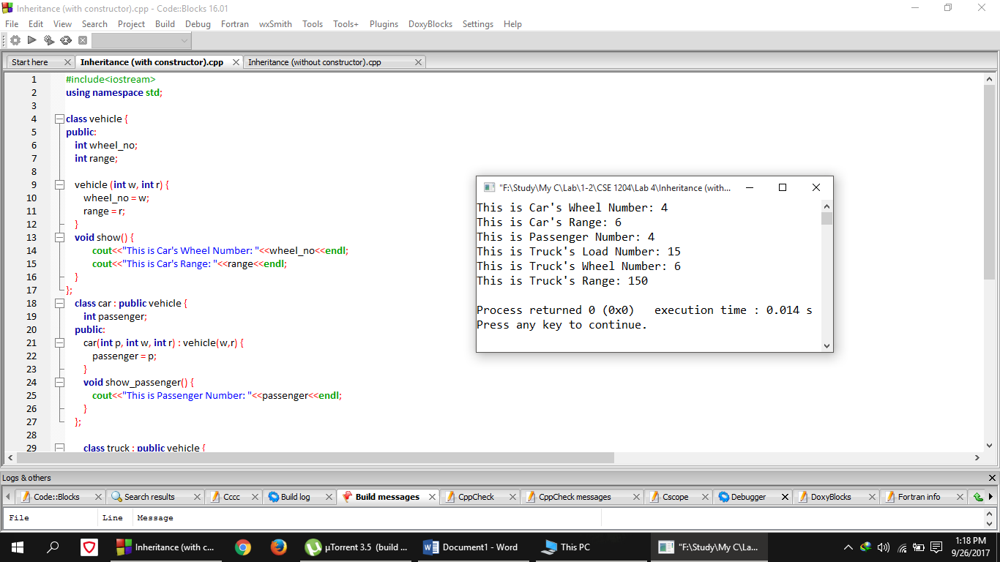 Inheritance (with constructor).cpp - Code::Blocks 16.01
File Edit View Search Project Build Debug Fortran wxSmith Tools Tools+ Plugins DoxyBlocks Settings Help
Start here Inheritance (with constructor).cpp Inheritance (without constructor).cpp
1 #include<iostream>
2 using namespace std;
3
4 class vehicle {
5 public:
6 int wheel_no;
7 int range;
8
9 vehicle (int w, int r) {
10 wheel_no = w;
11 range = r;
12 }
13 void show() {
14 cout<<"This is Car's Wheel Number: "<<wheel_no<<endl;
15 cout<<"This is Car's Range: "<<range<<endl;
16 }
17 };
18 class car : public vehicle {
19 int passenger;
20 public:
21 car(int p, int w, int r) : vehicle(w,r) {
22 passenger = p;
23 }
24 void show_passenger() {
25 cout<<"This is Passenger Number: "<<passenger<<endl;
26 }
27 };
28
29 class truck : public vehicle {
"F:\Study\My C\Lab\1-2\CSE 1204\Lab 4\Inheritance (with...
This is Car's Wheel Number: 4
This is Car's Range: 6
This is Passenger Number: 4
This is Truck's Load Number: 15
This is Truck's Wheel Number: 6
This is Truck's Range: 150
Process returned 0 (0x0) execution time : 0.014 s
Press any key to continue.
Logs & others
Code::Blocks Search results Cccc Build log Build messages CppCheck CppCheck messages Cscope Debugger DoxyBlocks Fortran info
File Line Message
Inheritance (with c... µTorrent 3.5 (build ... Document1 - Word This PC "F:\Study\My C\La...
1:18 PM
9/26/2017